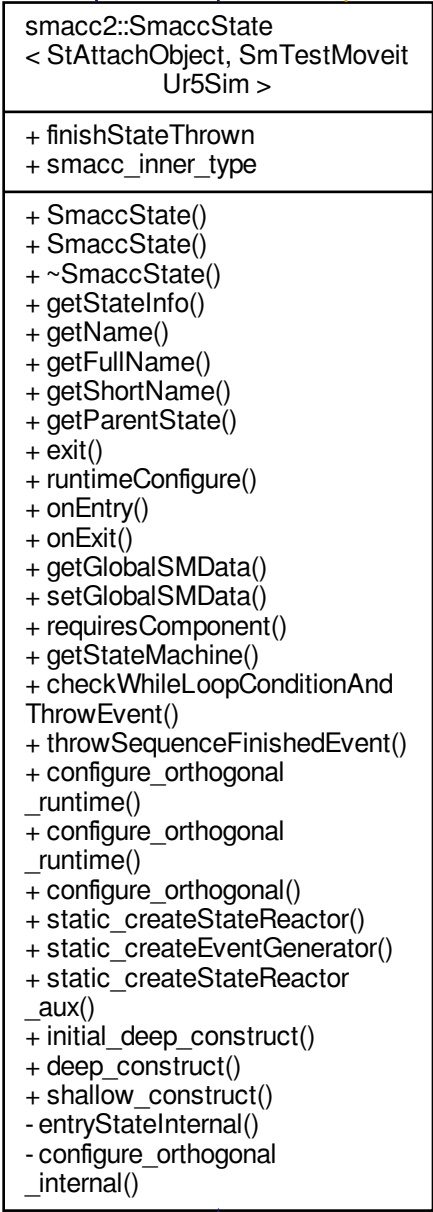 smacc2::SmaccState
< StAttachObject, SmTestMoveit
Ur5Sim >
+ finishStateThrown
+ smacc_inner_type
+ SmaccState()
+ SmaccState()
+ ~SmaccState()
+ getStateInfo()
+ getName()
+ getFullName()
+ getShortName()
+ getParentState()
+ exit()
+ runtimeConfigure()
+ onEntry()
+ onExit()
+ getGlobalSMData()
+ setGlobalSMData()
+ requiresComponent()
+ getStateMachine()
+ checkWhileLoopConditionAnd
ThrowEvent()
+ throwSequenceFinishedEvent()
+ configure_orthogonal
_runtime()
+ configure_orthogonal
_runtime()
+ configure_orthogonal()
+ static_createStateReactor()
+ static_createEventGenerator()
+ static_createStateReactor
_aux()
+ initial_deep_construct()
+ deep_construct()
+ shallow_construct()
- entryStateInternal()
- configure_orthogonal
_internal()